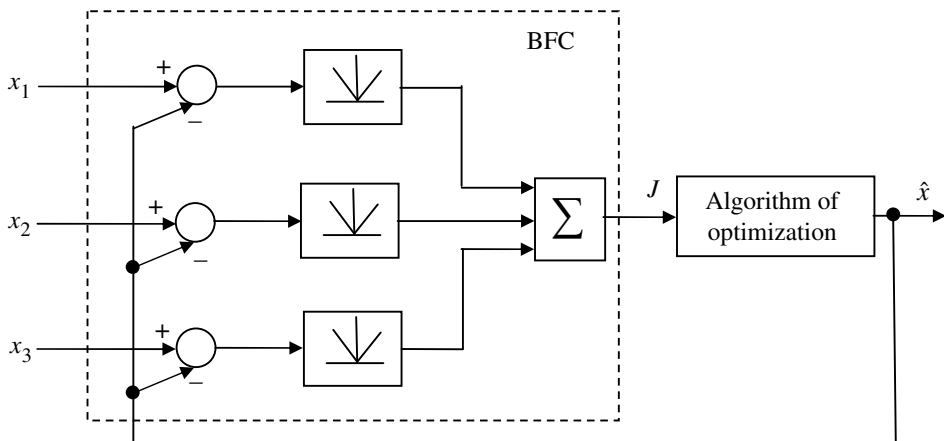 BFC
x₁
+
−
J
Algorithm of
optimization
x̂
x₂
+
−
∑
x₃
+
−